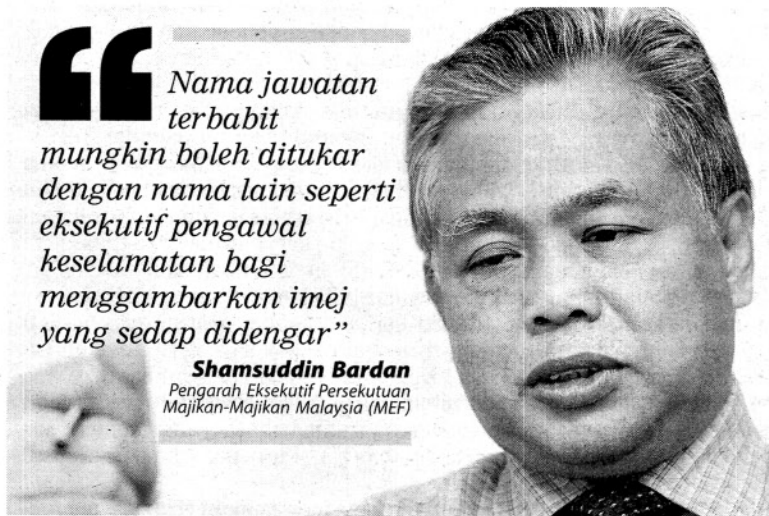 “
Nama jawatan
terbabit
mungkin boleh ditukar
dengan nama lain seperti
eksekutif pengawal
keselamatan bagi
menggambarkan imej
yang sedap didengar”
Shamsuddin Bardan
Pengarah Eksekutif Persekutuan
Majikan-Majikan Malaysia (MEF)